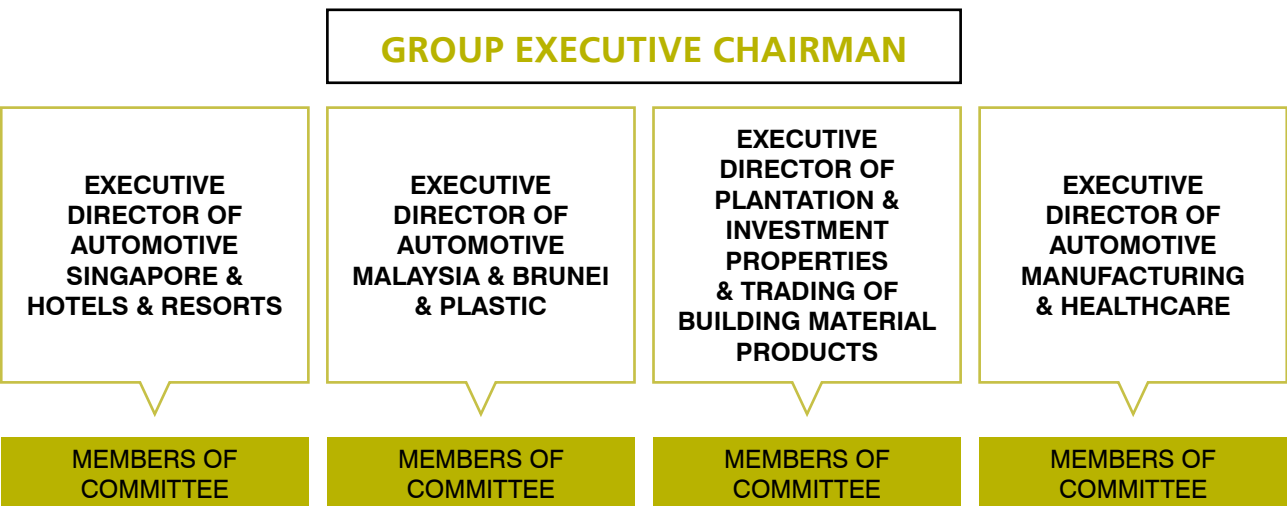 GROUP EXECUTIVE CHAIRMAN
EXECUTIVE
DIRECTOR OF
AUTOMOTIVE
SINGAPORE &
HOTELS & RESORTS
EXECUTIVE
DIRECTOR OF
AUTOMOTIVE
MALAYSIA & BRUNEI
& PLASTIC
EXECUTIVE
DIRECTOR OF
PLANTATION &
INVESTMENT
PROPERTIES
& TRADING OF
BUILDING MATERIAL
PRODUCTS
EXECUTIVE
DIRECTOR OF
AUTOMOTIVE
MANUFACTURING
& HEALTHCARE
MEMBERS OF
COMMITTEE
MEMBERS OF
COMMITTEE
MEMBERS OF
COMMITTEE
MEMBERS OF
COMMITTEE